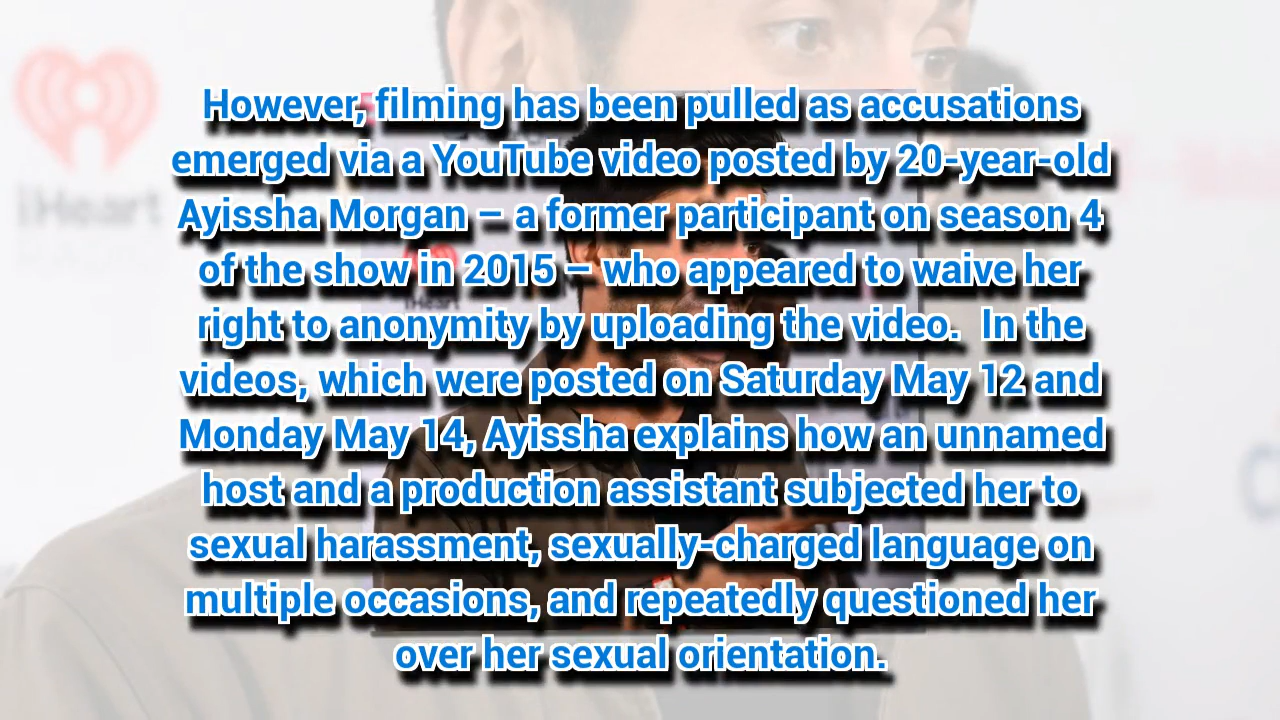 However, filming has been pulled as accusations
emerged via a YouTube video posted by 20-year-old
Ayissha Morgan – a former participant on season 4
of the show in 2015 – who appeared to waive her
right to anonymity by uploading the video.  In the
videos, which were posted on Saturday May 12 and
Monday May 14, Ayissha explains how an unnamed
host and a production assistant subjected her to
sexual harassment, sexually-charged language on
multiple occasions, and repeatedly questioned her
over her sexual orientation.
iHeart
iHeart